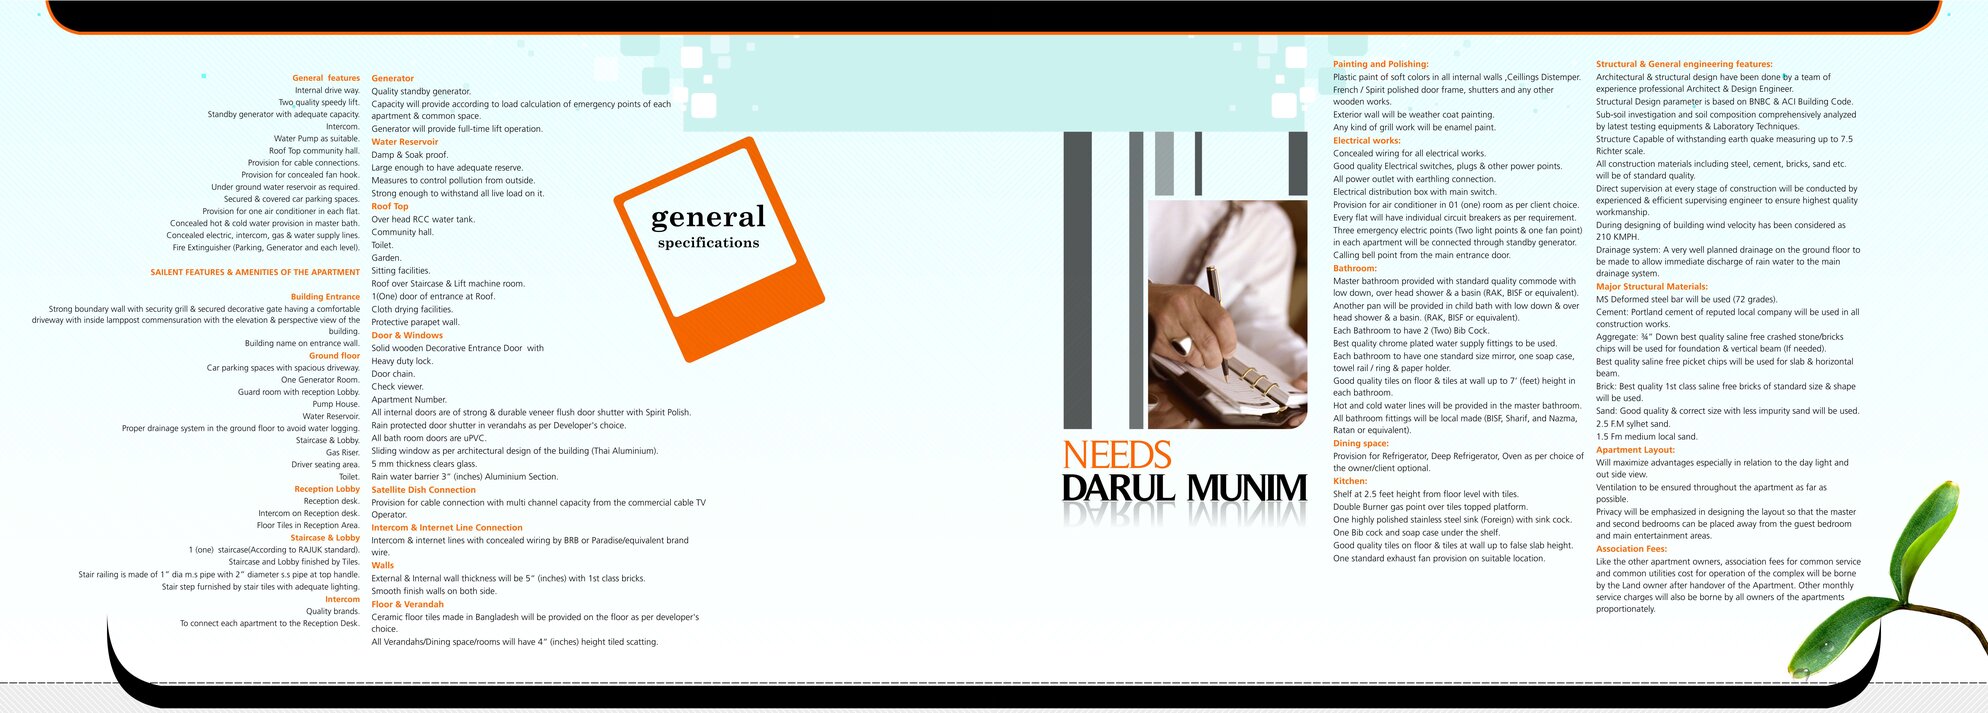 General  features
Internal drive way.
Two quality speedy lift.
Standby generator with adequate capacity.
Intercom.
Water Pump as suitable.
Roof Top community hall.
Provision for cable connections.
Provision for concealed fan hook.
Under ground water reservoir as required.
Secured & covered car parking spaces.
Provision for one air conditioner in each flat.
Concealed hot & cold water provision in master bath.
Concealed electric, intercom, gas & water supply lines.
Fire Extinguisher (Parking, Generator and each level).
SAILENT FEATURES & AMENITIES OF THE APARTMENT
Building Entrance
Strong boundary wall with security grill & secured decorative gate having a comfortable
driveway with inside lamppost commensuration with the elevation & perspective view of the
building.
Building name on entrance wall.
Ground floor
Car parking spaces with spacious driveway.
One Generator Room.
Guard room with reception Lobby.
Pump House.
Water Reservoir.
Proper drainage system in the ground floor to avoid water logging.
Staircase & Lobby.
Gas Riser.
Driver seating area.
Toilet.
Reception Lobby
Reception desk.
Intercom on Reception desk.
Floor Tiles in Reception Area.
Staircase & Lobby
1 (one)  staircase(According to RAJUK standard).
Staircase and Lobby finished by Tiles.
Stair railing is made of 1” dia m.s pipe with 2” diameter s.s pipe at top handle.
Stair step furnished by stair tiles with adequate lighting.
Intercom
Quality brands.
To connect each apartment to the Reception Desk.
Generator
Quality standby generator.
Capacity will provide according to load calculation of emergency points of each
apartment & common space.
Generator will provide full-time lift operation.
Water Reservoir
Damp & Soak proof.
Large enough to have adequate reserve.
Measures to control pollution from outside.
Strong enough to withstand all live load on it.
Roof Top
Over head RCC water tank.
Community hall.
Toilet.
Garden.
Sitting facilities.
Roof over Staircase & Lift machine room.
1(One) door of entrance at Roof.
Cloth drying facilities.
Protective parapet wall.
Door & Windows
Solid wooden Decorative Entrance Door  with
Heavy duty lock.
Door chain.
Check viewer.
Apartment Number.
All internal doors are of strong & durable veneer flush door shutter with Spirit Polish.
Rain protected door shutter in verandahs as per Developer's choice.
All bath room doors are uPVC.
Sliding window as per architectural design of the building (Thai Aluminium).
5 mm thickness clears glass.
Rain water barrier 3” (inches) Aluminium Section.
Satellite Dish Connection
Provision for cable connection with multi channel capacity from the commercial cable TV
Operator.
Intercom & Internet Line Connection
Intercom & internet lines with concealed wiring by BRB or Paradise/equivalent brand
wire.
Walls
External & Internal wall thickness will be 5” (inches) with 1st class bricks.
Smooth finish walls on both side.
Floor & Verandah
Ceramic floor tiles made in Bangladesh will be provided on the floor as per developer's
choice.
All Verandahs/Dining space/rooms will have 4” (inches) height tiled scatting.
general
specifications
NEEDS
DARUL MUNIM
Painting and Polishing:
Plastic paint of soft colors in all internal walls ,Ceillings Distemper.
French / Spirit polished door frame, shutters and any other
wooden works.
Exterior wall will be weather coat painting.
Any kind of grill work will be enamel paint.
Electrical works:
Concealed wiring for all electrical works.
Good quality Electrical switches, plugs & other power points.
All power outlet with earthling connection.
Electrical distribution box with main switch.
Provision for air conditioner in 01 (one) room as per client choice.
Every flat will have individual circuit breakers as per requirement.
Three emergency electric points (Two light points & one fan point)
in each apartment will be connected through standby generator.
Calling bell point from the main entrance door.
Bathroom:
Master bathroom provided with standard quality commode with
low down, over head shower & a basin (RAK, BISF or equivalent).
Another pan will be provided in child bath with low down & over
head shower & a basin. (RAK, BISF or equivalent).
Each Bathroom to have 2 (Two) Bib Cock.
Best quality chrome plated water supply fittings to be used.
Each bathroom to have one standard size mirror, one soap case,
towel rail / ring & paper holder.
Good quality tiles on floor & tiles at wall up to 7’ (feet) height in
each bathroom.
Hot and cold water lines will be provided in the master bathroom.
All bathroom fittings will be local made (BISF, Sharif, and Nazma,
Ratan or equivalent).
Dining space:
Provision for Refrigerator, Deep Refrigerator, Oven as per choice of
the owner/client optional.
Kitchen:
Shelf at 2.5 feet height from floor level with tiles.
Double Burner gas point over tiles topped platform.
One highly polished stainless steel sink (Foreign) with sink cock.
One Bib cock and soap case under the shelf.
Good quality tiles on floor & tiles at wall up to false slab height.
One standard exhaust fan provision on suitable location.
Structural & General engineering features:
Architectural & structural design have been done by a team of
experience professional Architect & Design Engineer.
Structural Design parameter is based on BNBC & ACI Building Code.
Sub-soil investigation and soil composition comprehensively analyzed
by latest testing equipments & Laboratory Techniques.
Structure Capable of withstanding earth quake measuring up to 7.5
Richter scale.
All construction materials including steel, cement, bricks, sand etc.
will be of standard quality.
Direct supervision at every stage of construction will be conducted by
experienced & efficient supervising engineer to ensure highest quality
workmanship.
During designing of building wind velocity has been considered as
210 KMPH.
Drainage system: A very well planned drainage on the ground floor to
be made to allow immediate discharge of rain water to the main
drainage system.
Major Structural Materials:
MS Deformed steel bar will be used (72 grades).
Cement: Portland cement of reputed local company will be used in all
construction works.
Aggregate: ¾” Down best quality saline free crashed stone/bricks
chips will be used for foundation & vertical beam (If needed).
Best quality saline free picket chips will be used for slab & horizontal
beam.
Brick: Best quality 1st class saline free bricks of standard size & shape
will be used.
Sand: Good quality & correct size with less impurity sand will be used.
2.5 F.M sylhet sand.
1.5 Fm medium local sand.
Apartment Layout:
Will maximize advantages especially in relation to the day light and
out side view.
Ventilation to be ensured throughout the apartment as far as
possible.
Privacy will be emphasized in designing the layout so that the master
and second bedrooms can be placed away from the guest bedroom
and main entertainment areas.
Association Fees:
Like the other apartment owners, association fees for common service
and common utilities cost for operation of the complex will be borne
by the Land owner after handover of the Apartment. Other monthly
service charges will also be borne by all owners of the apartments
proportionately.